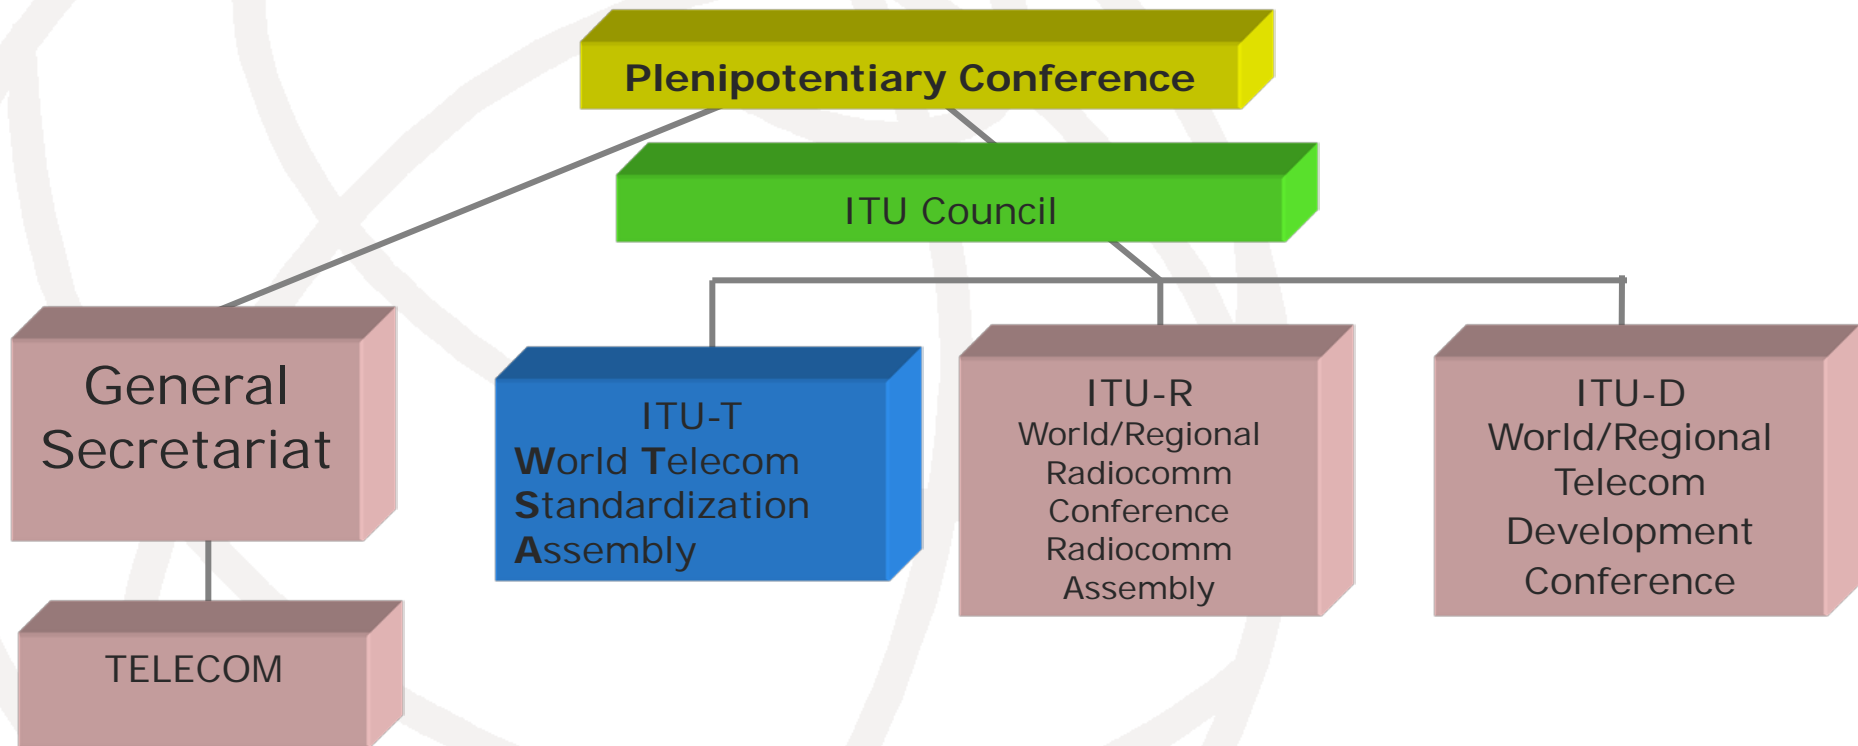 Plenipotentiary Conference
ITU Council
General
Secretariat
TELECOM
ITU-T
World Telecom
Standardization
Assembly
ITU-R
World/Regional
Radiocomm
Conference
Radiocomm
Assembly
ITU-D
World/Regional
Telecom
Development
Conference